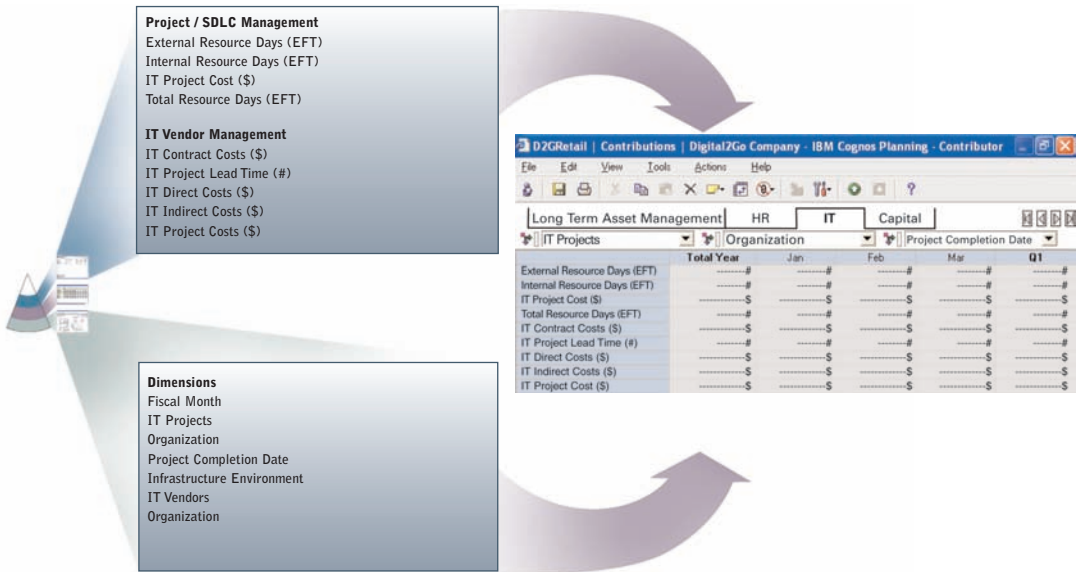 Project / SDLC Management
External Resource Days (EFT)
Internal Resource Days (EFT)
IT Project Cost ($)
Total Resource Days (EFT)
IT Vendor Management
IT Contract Costs ($)
IT Project Lead Time (#)
IT Direct Costs ($)
IT Indirect Costs ($)
IT Project Costs ($)
Dimensions
Fiscal Month
IT Projects
Organization
Project Completion Date
Infrastructure Environment
IT Vendors
Organization
D2GRetail | Contributions | Digital2Go Company - IBM Cognos Planning - Contributor
File Edit View Tools Actions Help
Long Term Asset Management HR IT Capital
IT Projects Organization Project Completion Date
Total Year Jan Feb Mar Q1
External Resource Days (EFT) -------# -------# -------# -------# -------#
Internal Resource Days (EFT) -------# -------# -------# -------# -------#
IT Project Cost ($) -----------$ -----------$ -----------$ -----------$ -----------$
Total Resource Days (EFT) -------# -------# -------# -------# -------#
IT Contract Costs ($) -----------$ -----------$ -----------$ -----------$ -----------$
IT Project Lead Time (#) -------# -------# -------# -------# -------#
IT Direct Costs ($) -----------$ -----------$ -----------$ -----------$ -----------$
IT Indirect Costs ($) -----------$ -----------$ -----------$ -----------$ -----------$
IT Project Cost ($) -----------$ -----------$ -----------$ -----------$ -----------$